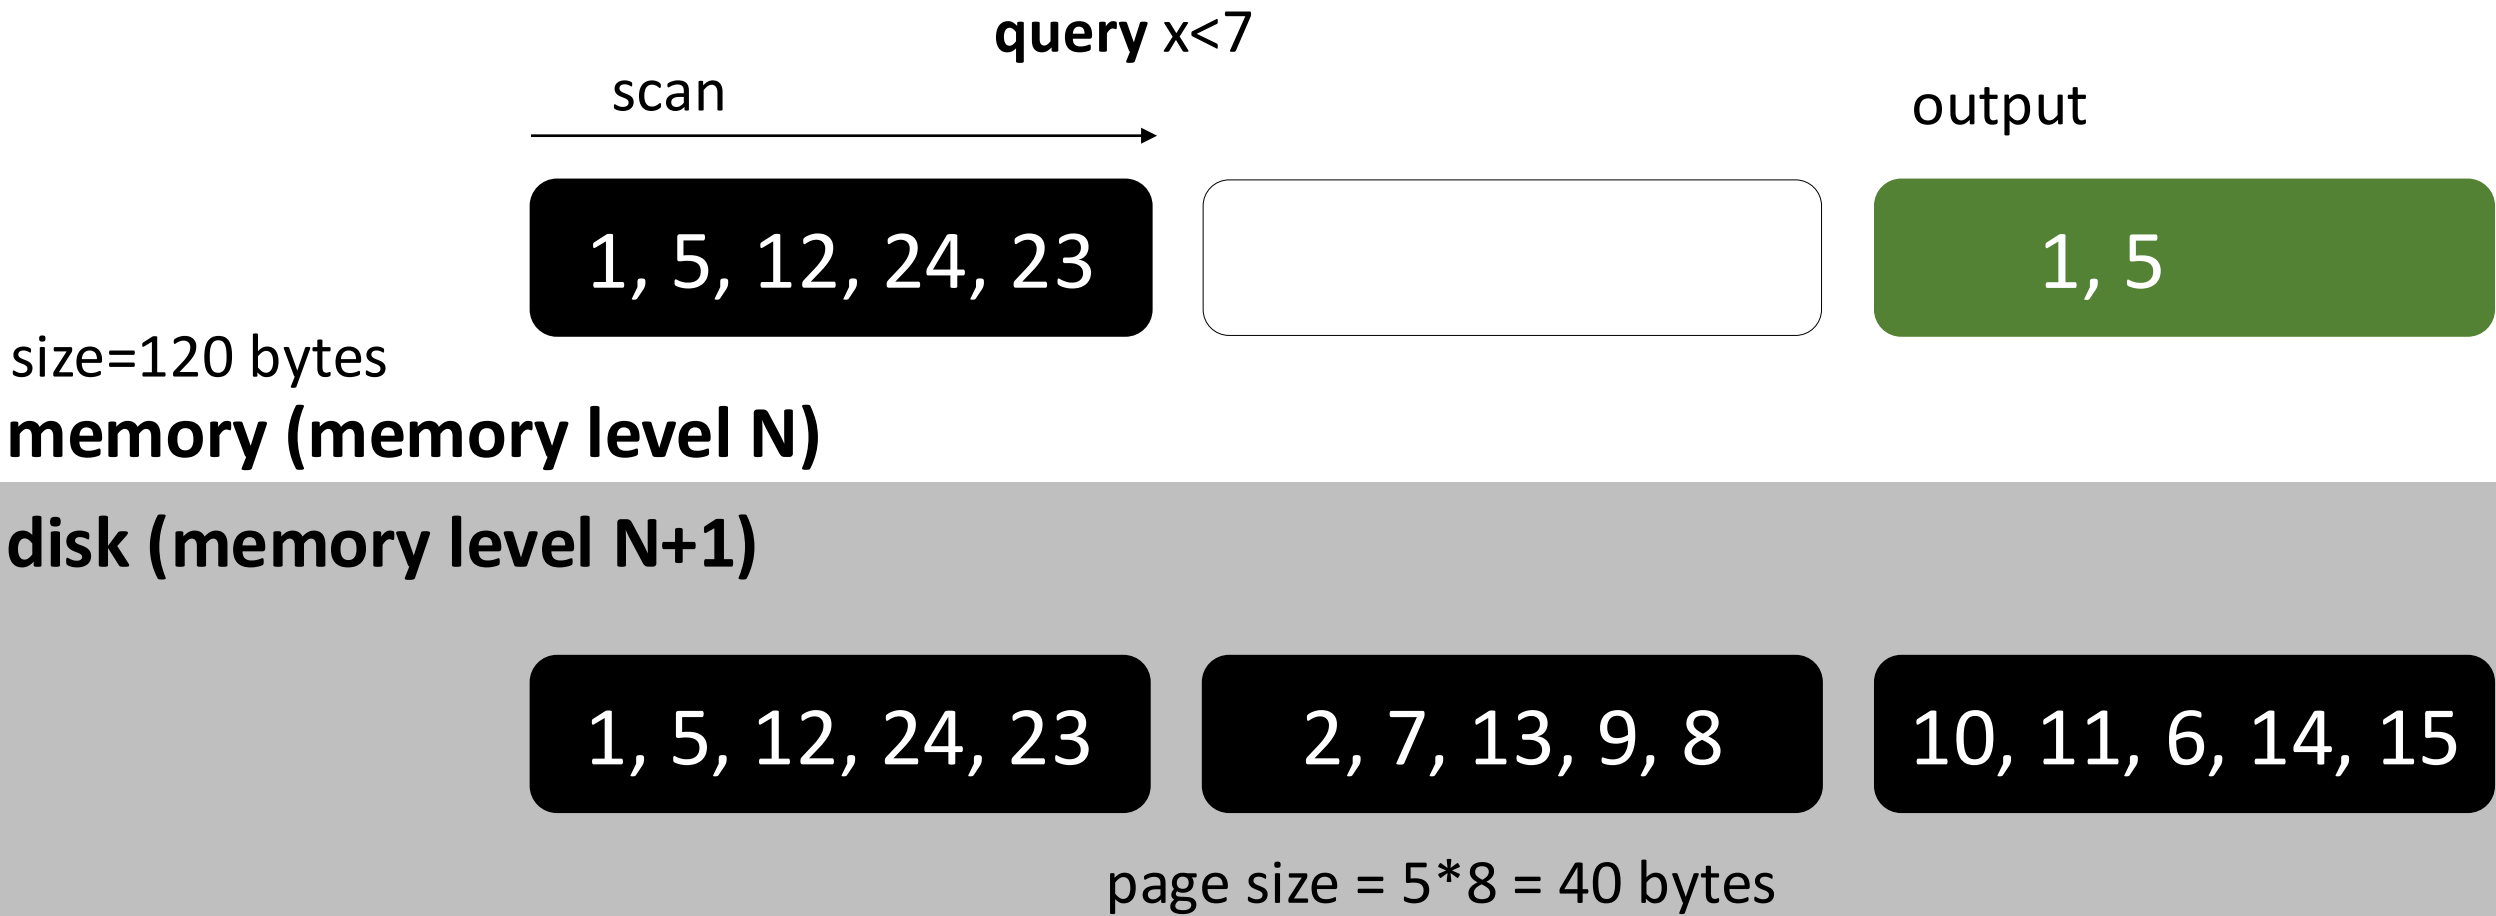 query x<7
scan
output
1, 5, 12, 24, 23
1, 5
size=120 bytes
memory (memory level N)
disk (memory level N+1)
1, 5, 12, 24, 23
2, 7, 13, 9, 8
10, 11, 6, 14, 15
page size = 5*8 = 40 bytes